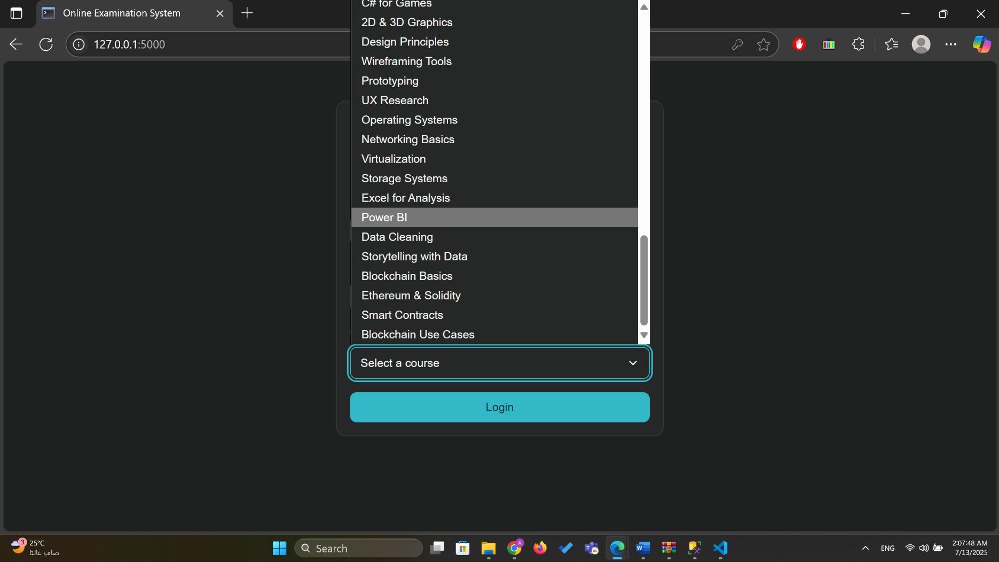 Online Examination System
127.0.0.1:5000
C# for Games
2D & 3D Graphics
Design Principles
Wireframing Tools
Prototyping
UX Research
Operating Systems
Networking Basics
Virtualization
Storage Systems
Excel for Analysis
Power BI
Data Cleaning
Storytelling with Data
Blockchain Basics
Ethereum & Solidity
Smart Contracts
Blockchain Use Cases
Select a course
Login
3
25°C
صافٍ غالبًا
Search
A
ENG
2:07:48 AM
7/13/2025